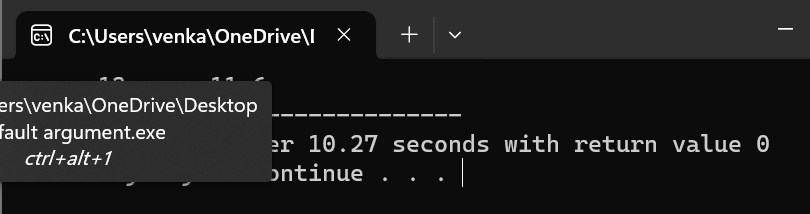 C:\Users\venka\OneDrive\
ers\venka\OneDrive\Desktop
fault argument.exe
ctrl+alt+1
--------------
er 10.27 seconds with return value 0
ontinue . . .